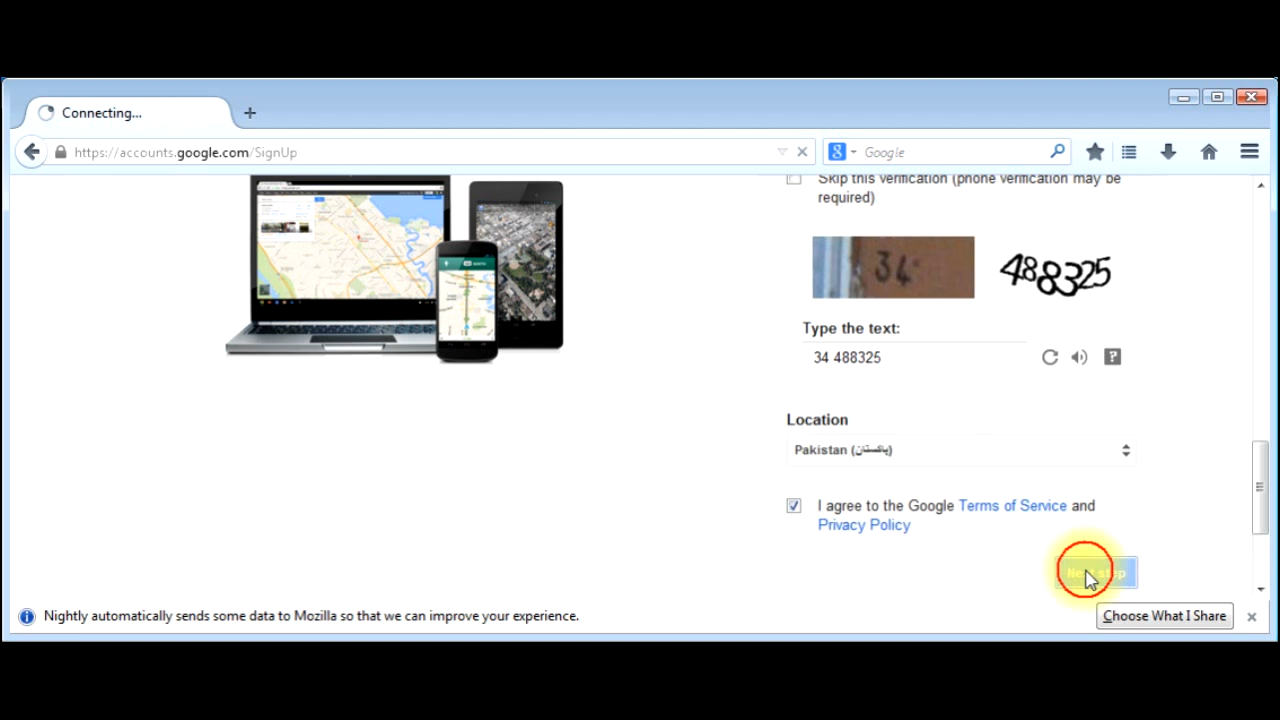 Connecting...
https://accounts.google.com/SignUp
Google
Skip this verification (phone verification may be
required)
34
488325
Type the text:
34 488325
Location
Pakistan (پاکستان)
I agree to the Google Terms of Service and
Privacy Policy
Next step
Nightly automatically sends some data to Mozilla so that we can improve your experience.
Choose What I Share